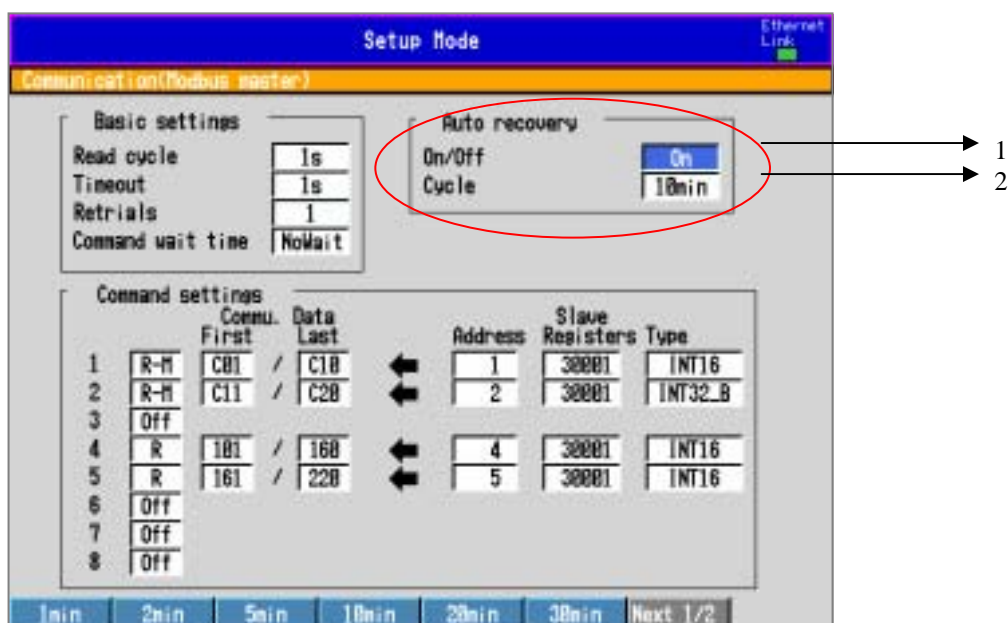 Setup Mode
Ethernet
Link
Communication(Modbus master)
Basic settings
Read cycle 1s
Timeout 1s
Retrials 1
Command wait time NoWait
Auto recovery
On/Off On
Cycle 10min
1
2
Command settings
Commu. Data Slave
First Last Address Registers Type
1 R-M C01 / C10 1 30001 INT16
2 R-M C11 / C20 2 30001 INT32_B
3 Off
4 R 101 / 160 4 30001 INT16
5 R 161 / 220 5 30001 INT16
6 Off
7 Off
8 Off
1min 2min 5min 10min 20min 30min Next 1/2